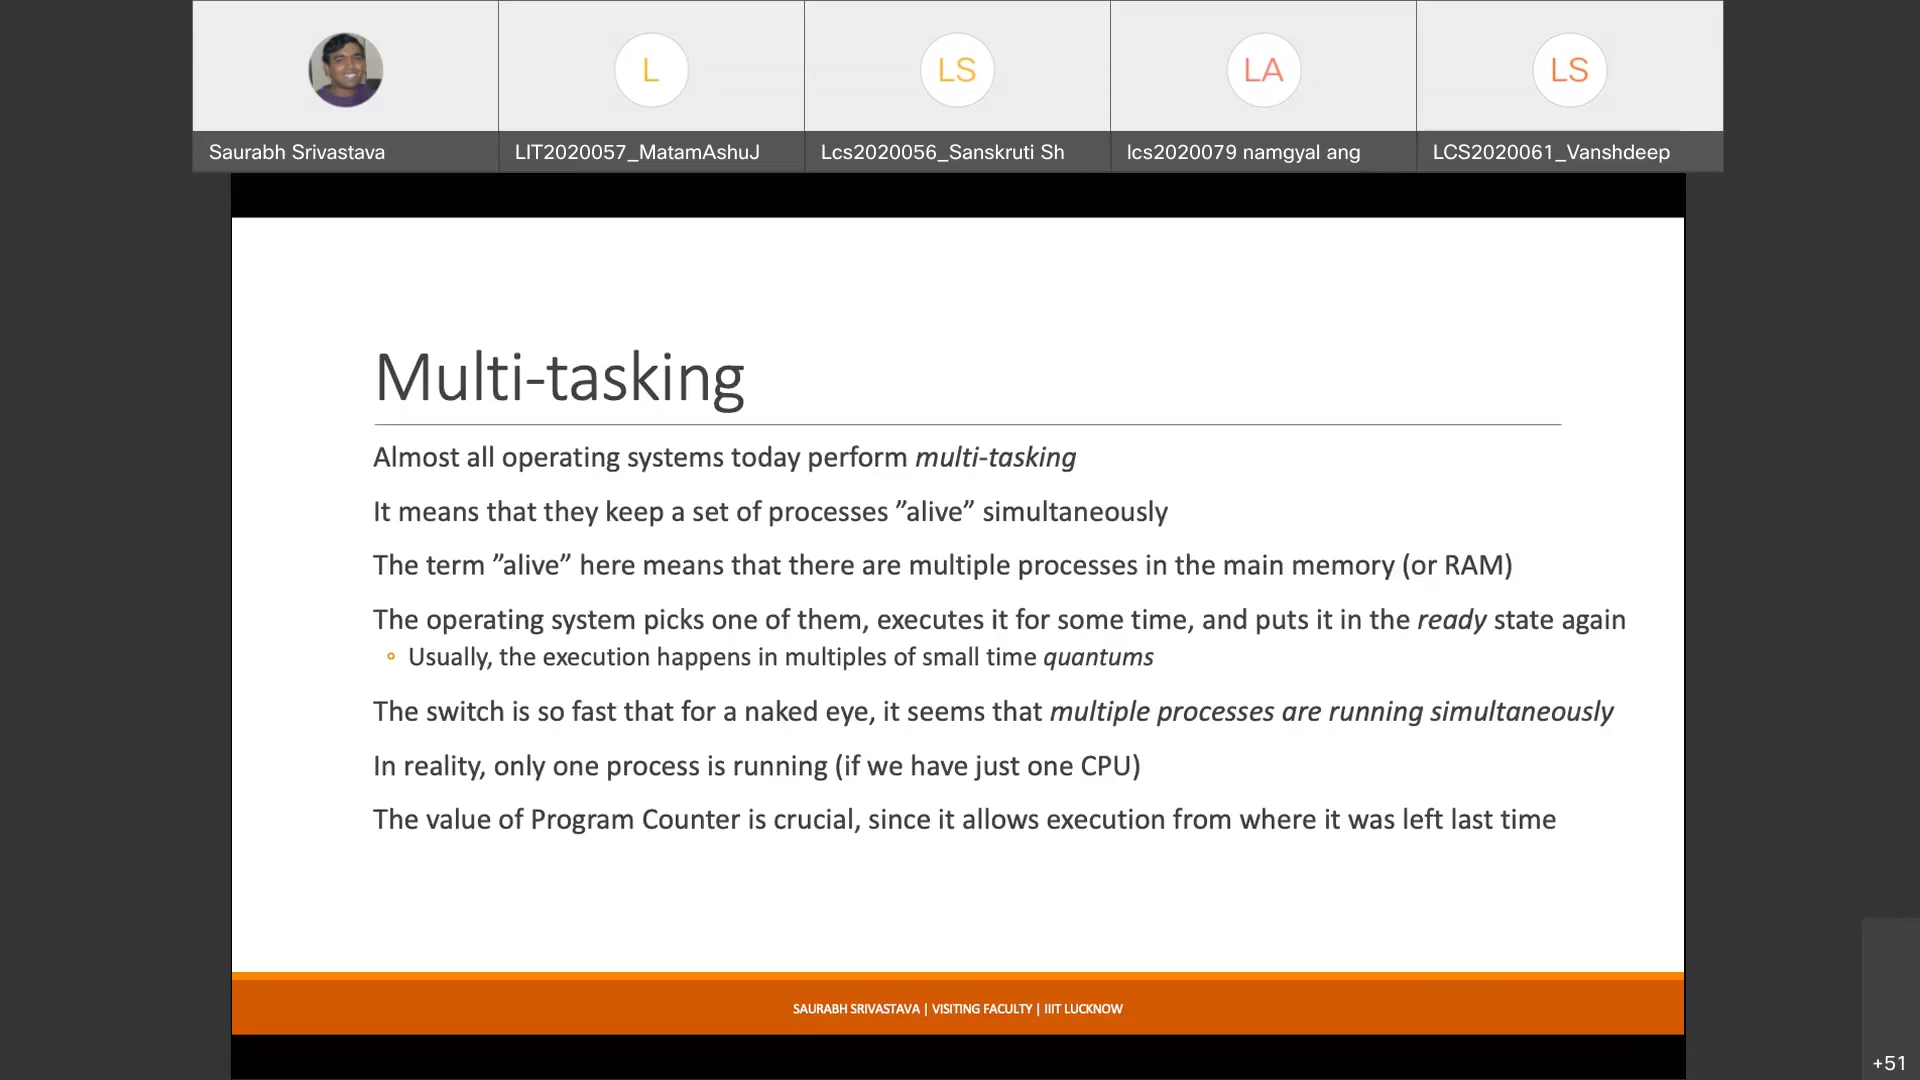 L
LS
LA
LS
Saurabh Srivastava
LIT2020057_MatamAshuJ
Lcs2020056_Sanskruti Sh
lcs2020079 namgyal ang
LCS2020061_Vanshdeep
Multi-tasking
Almost all operating systems today perform multi-tasking
It means that they keep a set of processes ”alive” simultaneously
The term ”alive” here means that there are multiple processes in the main memory (or RAM)
The operating system picks one of them, executes it for some time, and puts it in the ready state again
◦ Usually, the execution happens in multiples of small time quantums
The switch is so fast that for a naked eye, it seems that multiple processes are running simultaneously
In reality, only one process is running (if we have just one CPU)
The value of Program Counter is crucial, since it allows execution from where it was left last time
SAURABH SRIVASTAVA | VISITING FACULTY | IIIT LUCKNOW
+51